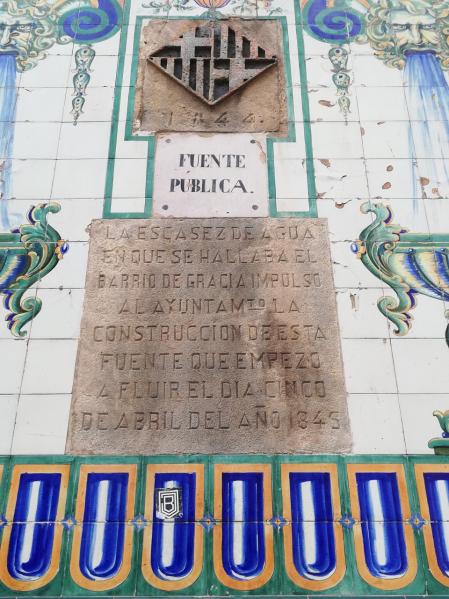 1844
FUENTE
PÚBLICA.
LA ESCASEZ DE AGUA
EN QUE SE HALLABA EL
BARRIO DE GRACIA IMPULSO
AL AYUNTAMTO LA
CONSTRUCCION DE ESTA
FUENTE QUE EMPEZO
A FLUIR EL DIA CINCO
DE ABRIL DEL AÑO 1845
B